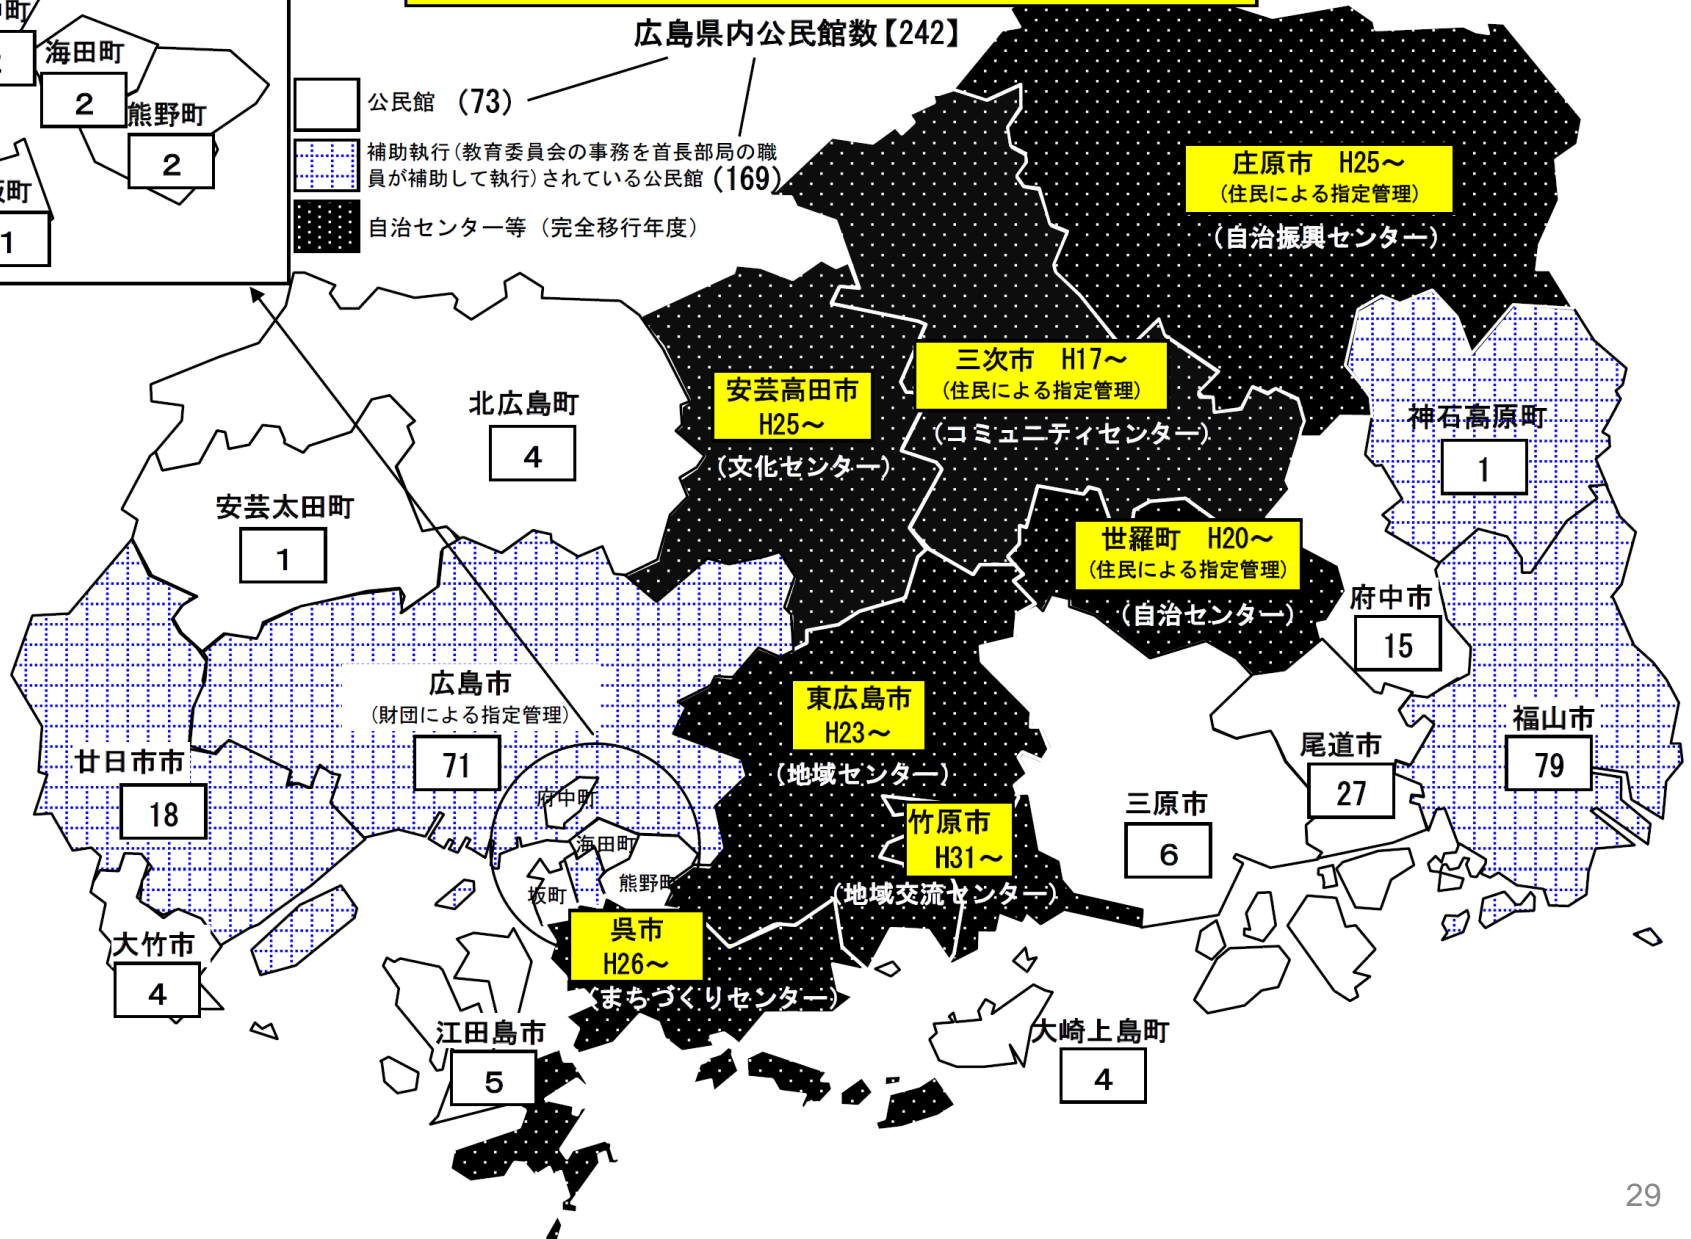 広島県内公民館数【242】
公民館 (73)
補助執行(教育委員会の事務を首長部局の職
員が補助して執行)されている公民館 (169)
自治センター等 (完全移行年度)
町
海田町
2
熊野町
2
町
1
庄原市 H25～
(住民による指定管理)
(自治振興センター)
三次市 H17～
(住民による指定管理)
(コミュニティセンター)
安芸高田市
H25～
(文化センター)
北広島町
4
神石高原町
1
安芸太田町
1
世羅町 H20～
(住民による指定管理)
(自治センター)
府中市
15
広島市
(財団による指定管理)
71
東広島市
H23～
(地域センター)
福山市
79
尾道市
27
廿日市市
18
三原市
6
竹原市
H31～
(地域交流センター)
府中町
海田町
坂町
熊野町
呉市
H26～
(まちづくりセンター)
大竹市
4
江田島市
5
大崎上島町
4
29